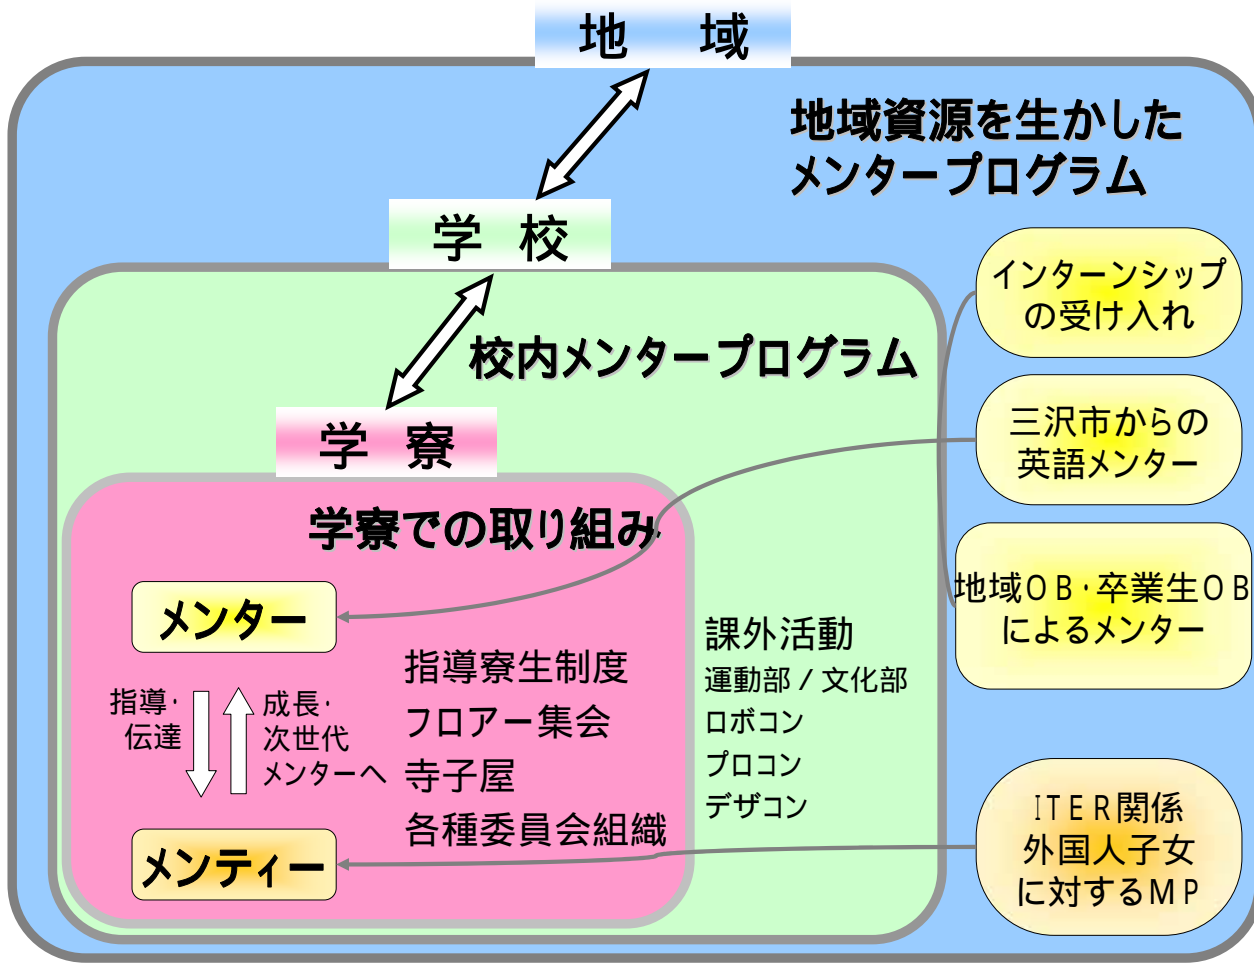 地 域
地域資源を生かした
メンタープログラム
学 校
インターンシップ
の受け入れ
校内メンタープログラム
三沢市からの
英語メンター
学 寮
学寮での取り組み
地域OB・卒業生OB
によるメンター
メンター
課外活動
運動部/文化部
ロボコン
プロコン
デザコン
指導寮生制度
フロアー集会
寺子屋
各種委員会組織
指導・
伝達
成長・
次世代
メンターへ
メンティー
ITER関係
外国人子女
に対するMP